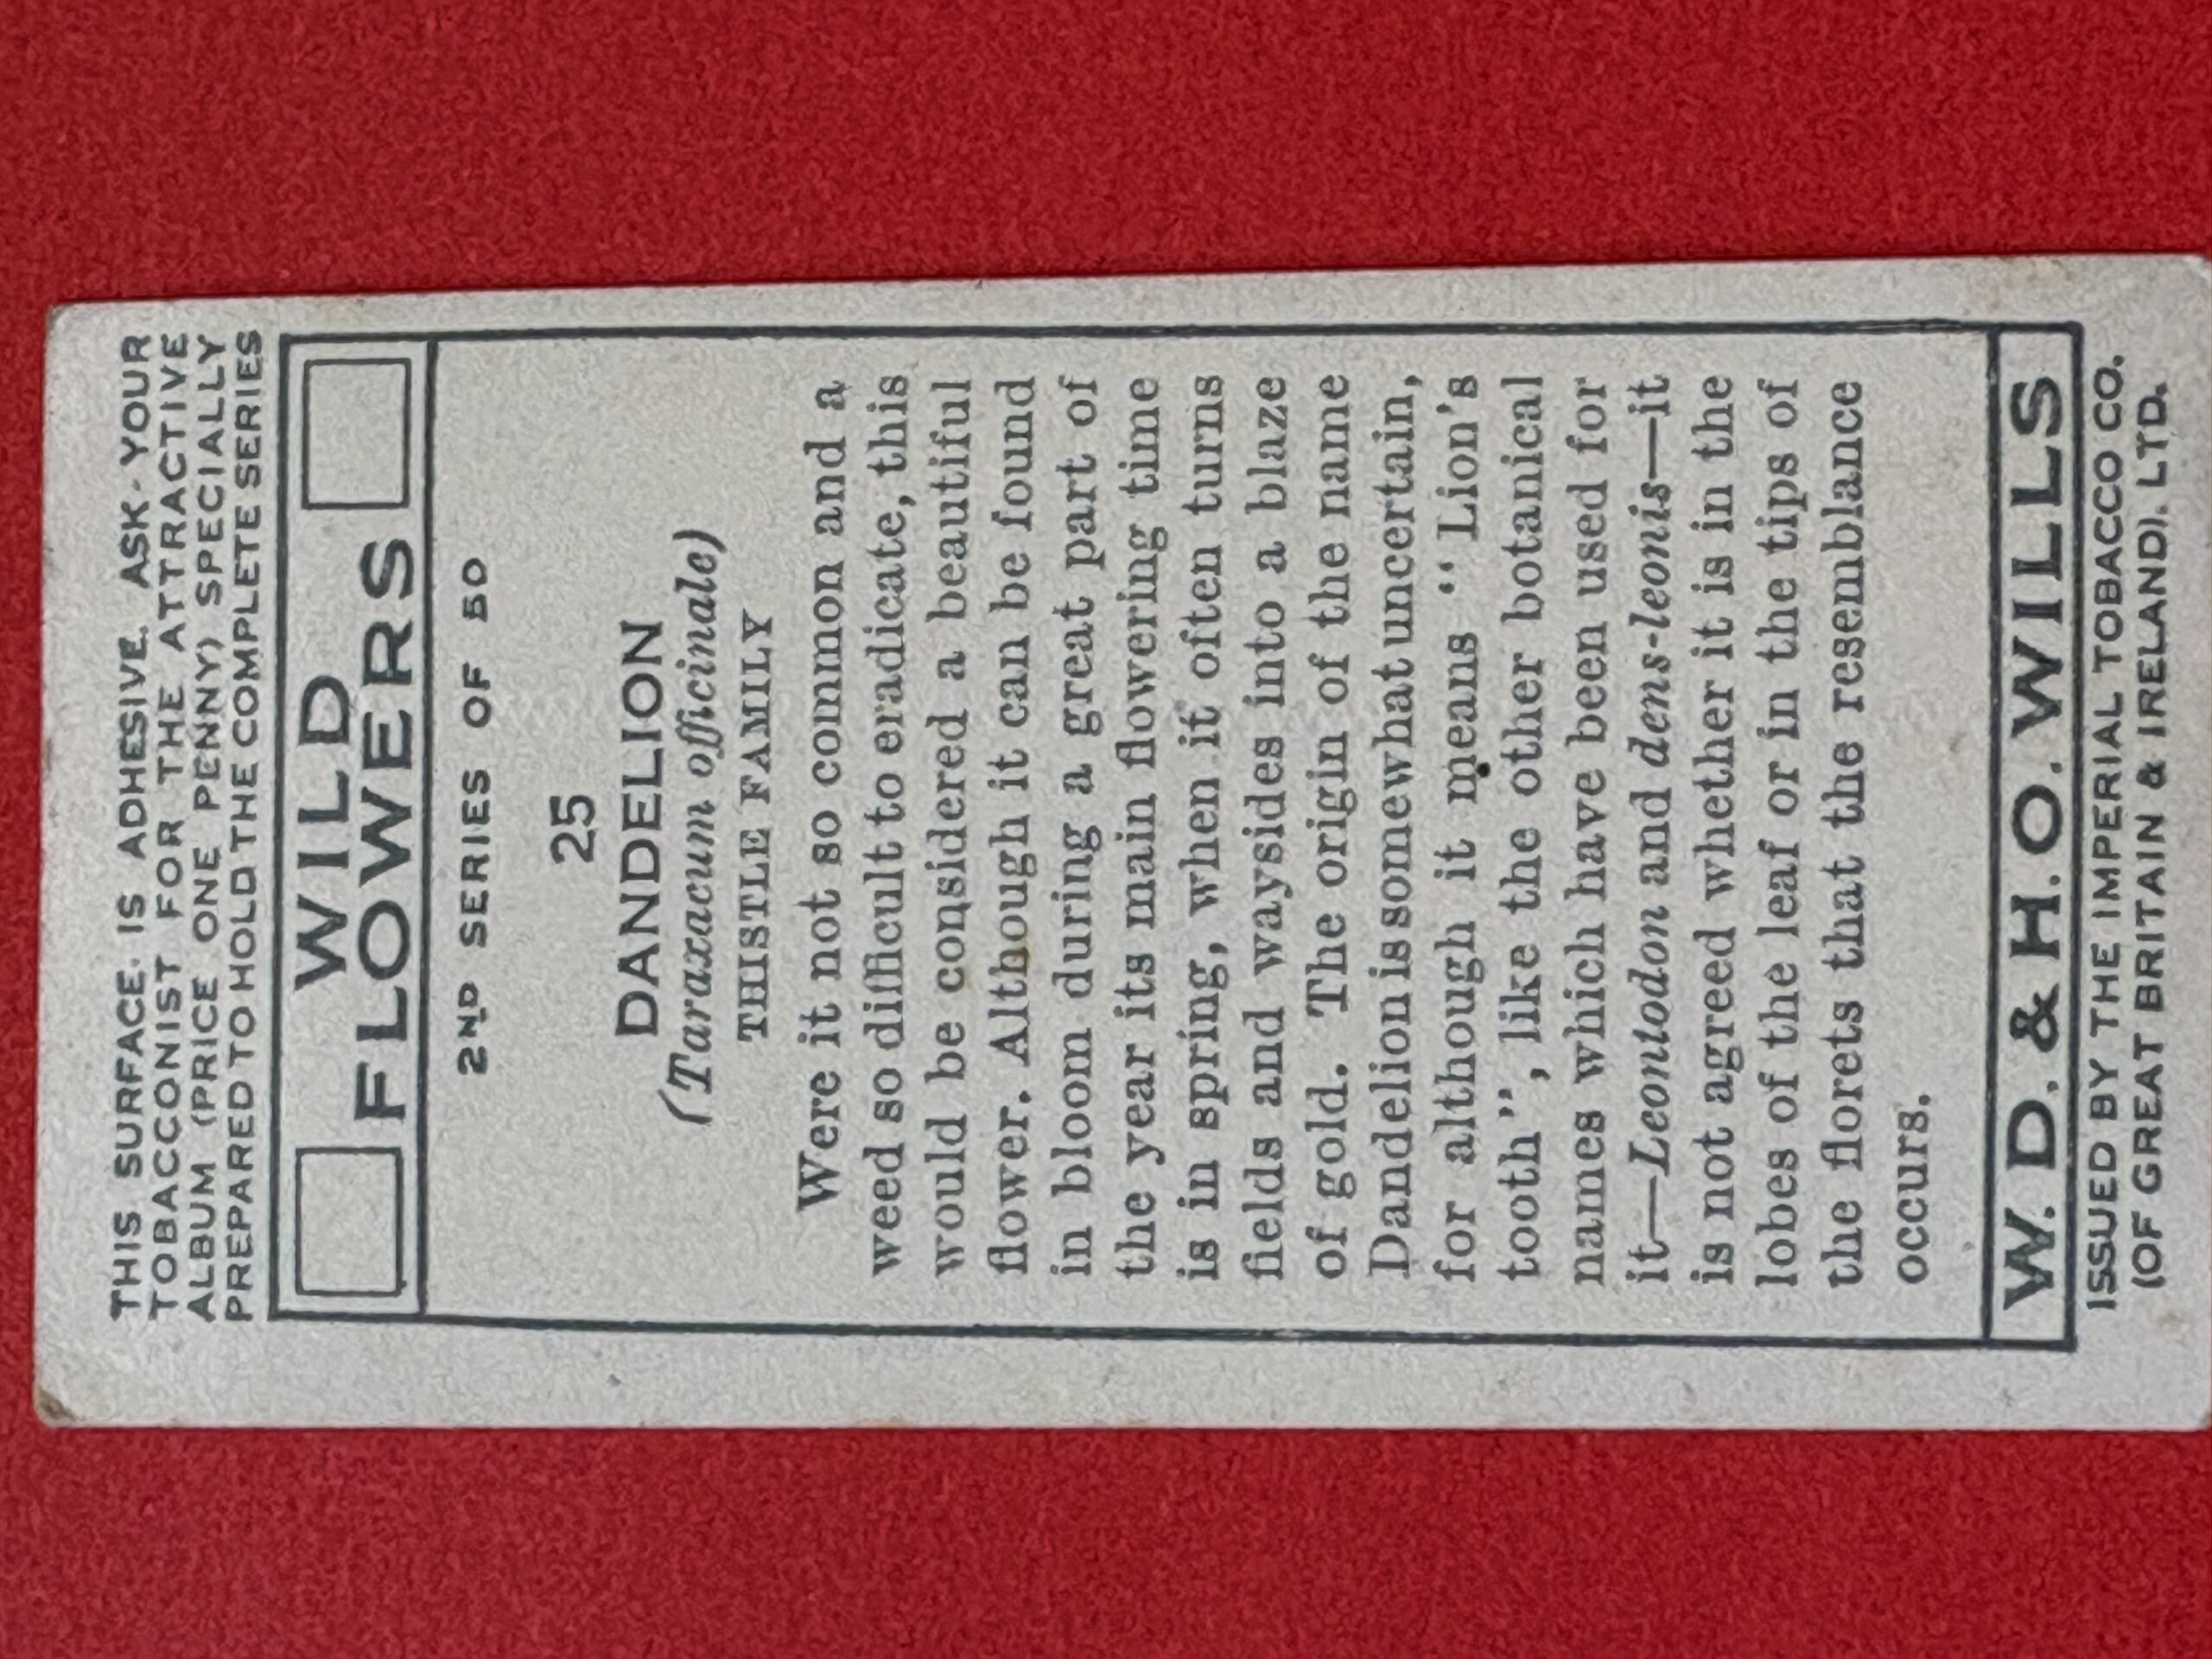 THIS SURFACE IS ADHESIVE. ASK YOUR
TOBACCONIST FOR THE ATTRACTIVE
ALBUM (PRICE ONE PENNY) SPECIALLY
PREPARED TO HOLD THE COMPLETE SERIES
WILD
FLOWERS
2ND SERIES OF 50
25
DANDELION
(Taraxacum officinale)
THISTLE FAMILY
Were it not so common and a
weed so difficult to eradicate, this
would be considered a beautiful
flower. Although it can be found
in bloom during a great part of
the year its main flowering time
is in spring, when it often turns
fields and waysides into a blaze
of gold. The origin of the name
Dandelion is somewhat uncertain,
for although it means "Lion's
tooth", like the other botanical
names which have been used for
it—Leontodon and dens-leonis—it
is not agreed whether it is in the
lobes of the leaf or in the tips of
the florets that the resemblance
occurs.
W. D. & H. O. WILLS
ISSUED BY THE IMPERIAL TOBACCO CO.
(OF GREAT BRITAIN & IRELAND), LTD.